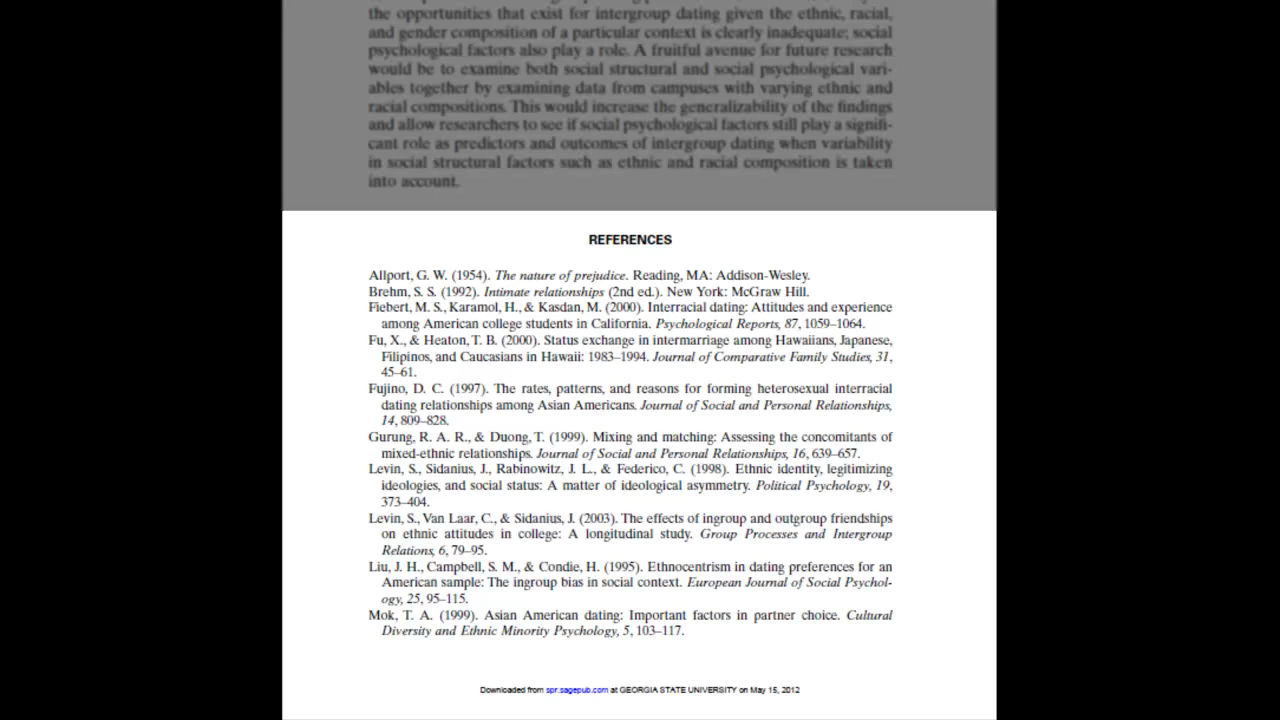 the opportunities that exist for intergroup dating given the ethnic, racial,
and gender composition of a particular context is clearly inadequate; social
psychological factors also play a role. A fruitful avenue for future research
would be to examine both social structural and social psychological vari-
ables together by examining data from campuses with varying ethnic and
racial compositions. This would increase the generalizability of the findings
and allow researchers to see if social psychological factors still play a signifi-
cant role as predictors and outcomes of intergroup dating when variability
in social structural factors such as ethnic and racial composition is taken
into account.
REFERENCES
Allport, G. W. (1954). The nature of prejudice. Reading, MA: Addison-Wesley.
Brehm, S. S. (1992). Intimate relationships (2nd ed.). New York: McGraw Hill.
Fiebert, M. S., Karamol, H., & Kasdan, M. (2000). Interracial dating: Attitudes and experience
among American college students in California. Psychological Reports, 87, 1059–1064.
Fu, X., & Heaton, T. B. (2000). Status exchange in intermarriage among Hawaiians, Japanese,
Filipinos, and Caucasians in Hawaii: 1983–1994. Journal of Comparative Family Studies, 31,
45–61.
Fujino, D. C. (1997). The rates, patterns, and reasons for forming heterosexual interracial
dating relationships among Asian Americans. Journal of Social and Personal Relationships,
14, 809–828.
Gurung, R. A. R., & Duong, T. (1999). Mixing and matching: Assessing the concomitants of
mixed-ethnic relationships. Journal of Social and Personal Relationships, 16, 639–657.
Levin, S., Sidanius, J., Rabinowitz, J. L., & Federico, C. (1998). Ethnic identity, legitimizing
ideologies, and social status: A matter of ideological asymmetry. Political Psychology, 19,
373–404.
Levin, S., Van Laar, C., & Sidanius, J. (2003). The effects of ingroup and outgroup friendships
on ethnic attitudes in college: A longitudinal study. Group Processes and Intergroup
Relations, 6, 79–95.
Liu, J. H., Campbell, S. M., & Condie, H. (1995). Ethnocentrism in dating preferences for an
American sample: The ingroup bias in social context. European Journal of Social Psychol-
ogy, 25, 95–115.
Mok, T. A. (1999). Asian American dating: Important factors in partner choice. Cultural
Diversity and Ethnic Minority Psychology, 5, 103–117.
Downloaded from spr.sagepub.com at GEORGIA STATE UNIVERSITY on May 15, 2012